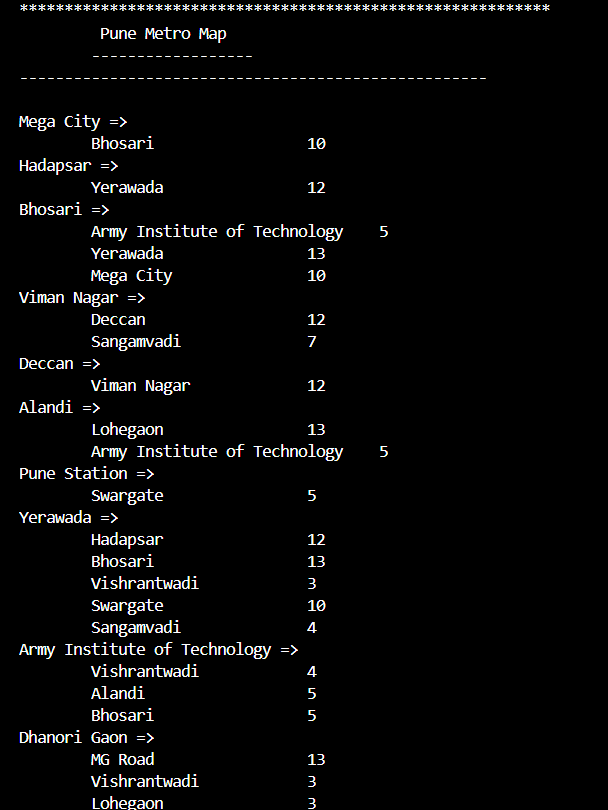 ***********************************************************
Pune Metro Map
------------------
----------------------------------------------------
Mega City =>
Bhosari 10
Hadapsar =>
Yerawada 12
Bhosari =>
Army Institute of Technology 5
Yerawada 13
Mega City 10
Viman Nagar =>
Deccan 12
Sangamvadi 7
Deccan =>
Viman Nagar 12
Alandi =>
Lohegaon 13
Army Institute of Technology 5
Pune Station =>
Swargate 5
Yerawada =>
Hadapsar 12
Bhosari 13
Vishrantwadi 3
Swargate 10
Sangamvadi 4
Army Institute of Technology =>
Vishrantwadi 4
Alandi 5
Bhosari 5
Dhanori Gaon =>
MG Road 13
Vishrantwadi 3
Lohegaon 3